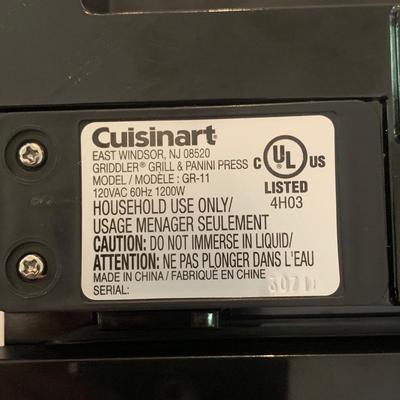 Cuisinart®
EAST WINDSOR, NJ 08520
GRIDDLER® GRILL & PANINI PRESS
MODEL / MODÈLE : GR-11
120VAC 60Hz 1200W
HOUSEHOLD USE ONLY/
USAGE MENAGER SEULEMENT
CAUTION: DO NOT IMMERSE IN LIQUID/
ATTENTION: NE PAS PLONGER DANS L'EAU
MADE IN CHINA / FABRIQUÉ EN CHINE
SERIAL:
C UL® US
LISTED
4H03